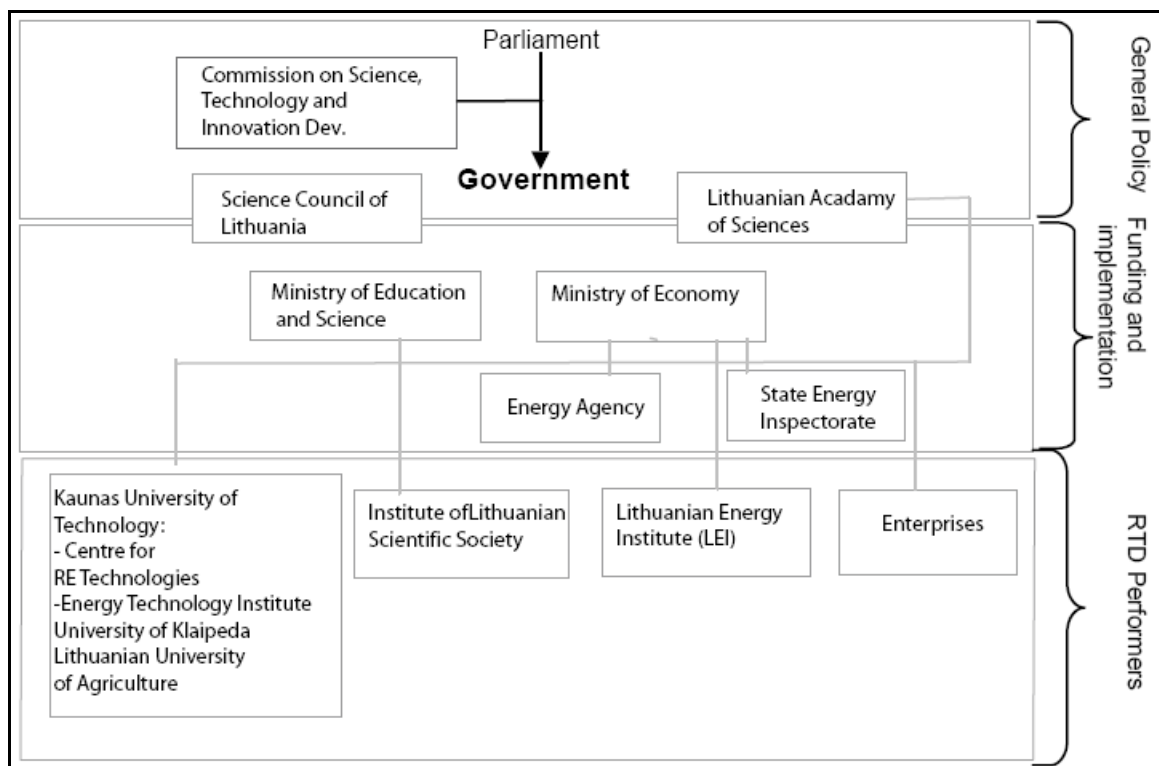 Parliament
Commission on Science,
Technology and
Innovation Dev.
Government
Science Council of
Lithuania
Lithuanian Acadamy
of Sciences
General Policy
Ministry of Education
and Science
Ministry of Economy
Energy Agency
State Energy
Inspectorate
Funding and
implementation
Kaunas University of
Technology:
- Centre for
RE Technologies
-Energy Technology Institute
University of Klaipeda
Lithuanian University
of Agriculture
Institute ofLithuanian
Scientific Society
Lithuanian Energy
Institute (LEI)
Enterprises
RTD Performers